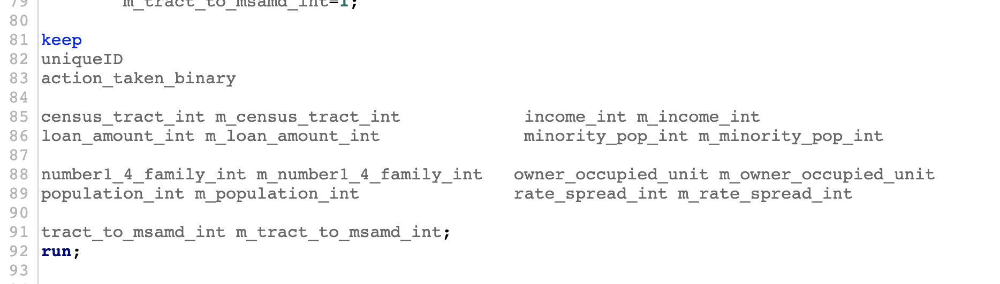 79 m_tract_to_msamd_int=1;
80
81 keep
82 uniqueID
83 action_taken_binary
84
85 census_tract_int m_census_tract_int income_int m_income_int
86 loan_amount_int m_loan_amount_int minority_pop_int m_minority_pop_int
87
88 number1_4_family_int m_number1_4_family_int owner_occupied_unit m_owner_occupied_unit
89 population_int m_population_int rate_spread_int m_rate_spread_int
90
91 tract_to_msamd_int m_tract_to_msamd_int;
92 run;
93